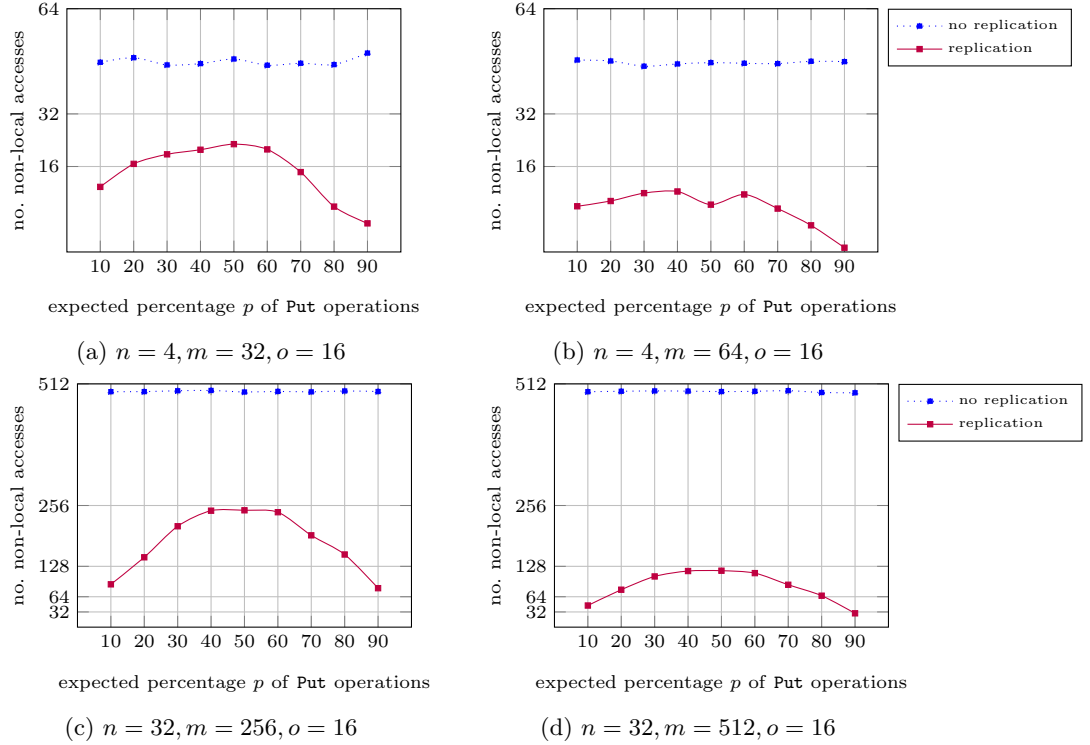 64
32
16
no. non-local accesses
10 20 30 40 50 60 70 80 90
expected percentage p of Put operations
(a) n = 4, m = 32, o = 16
64
32
16
no. non-local accesses
10 20 30 40 50 60 70 80 90
expected percentage p of Put operations
(b) n = 4, m = 64, o = 16
no replication
replication
512
256
128
64
32
no. non-local accesses
10 20 30 40 50 60 70 80 90
expected percentage p of Put operations
(c) n = 32, m = 256, o = 16
512
256
128
64
32
no. non-local accesses
10 20 30 40 50 60 70 80 90
expected percentage p of Put operations
(d) n = 32, m = 512, o = 16
no replication
replication